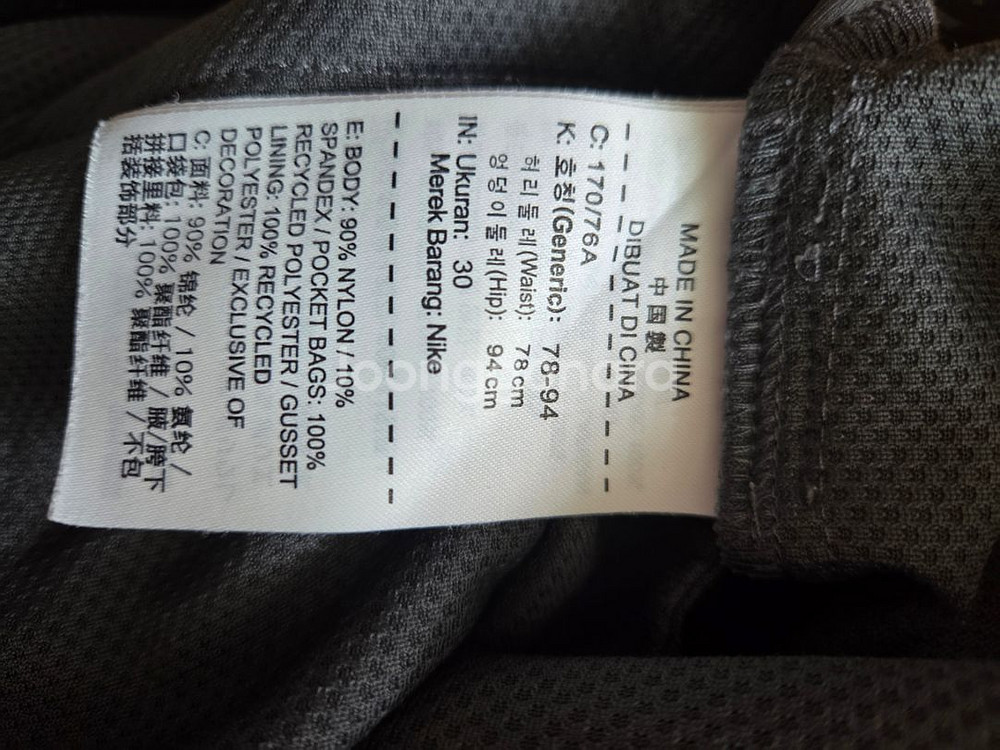 MADE IN CHINA
中國製
DIBUAT DI CINA
C: 170/76A
K: 호칭(Generic): 78-94
허리둘레(Waist): 78 cm
엉덩이둘레(Hip): 94 cm
IN: Ukuran: 30
Merek Barang: Nike
E: BODY: 90% NYLON / 10%
SPANDEX / POCKET BAGS: 100%
RECYCLED POLYESTER / GUSSET
LINING: 100% RECYCLED
POLYESTER / EXCLUSIVE OF
DECORATION
C: 面料: 90% 锦纶 / 10% 氨纶 /
口袋包: 100% 聚酯纤维 / 腋/胯下
拼接里料: 100% 聚酯纤维 / 不包
括装饰部分